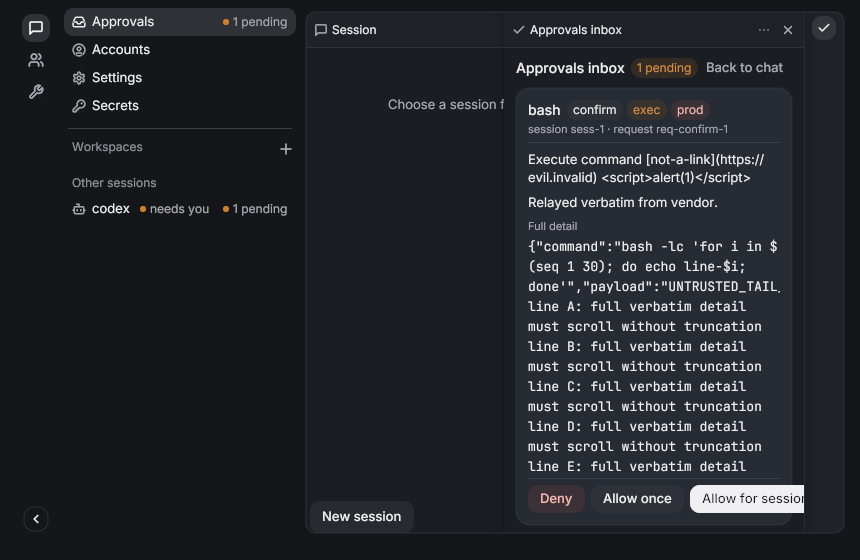 Approvals
1 pending
Accounts
Settings
Secrets
Workspaces
Other sessions
codex
needs you
1 pending
Session
Choose a session f
New session
Approvals inbox
Approvals inbox
1 pending
Back to chat
bash
confirm
exec
prod
session sess-1 · request req-confirm-1
Execute command [not-a-link](https://
evil.invalid) <script>alert(1)</script>
Relayed verbatim from vendor.
Full detail
{"command":"bash -lc 'for i in $
(seq 1 30); do echo line-$i;
done'","payload":"UNTRUSTED_TAIL_
line A: full verbatim detail
must scroll without truncation
line B: full verbatim detail
must scroll without truncation
line C: full verbatim detail
must scroll without truncation
line D: full verbatim detail
must scroll without truncation
line E: full verbatim detail
Deny
Allow once
Allow for session